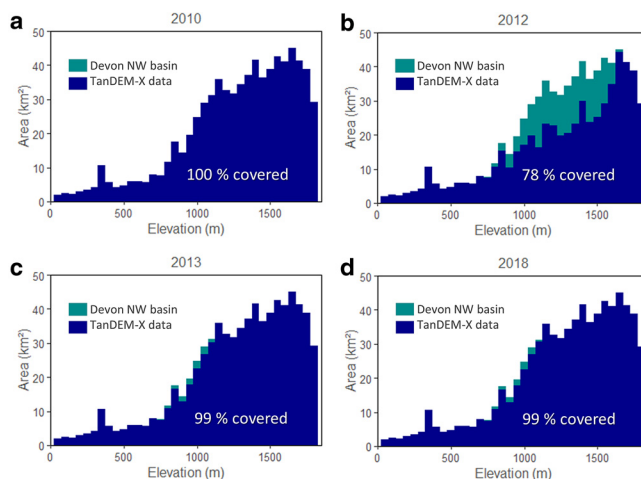 a
2010
50
40
30
20
10
0
Area (km²)
Devon NW basin
TanDEM-X data
100 % covered
0
500
1000
1500
Elevation (m)
b
2012
50
40
30
20
10
0
Area (km²)
Devon NW basin
TanDEM-X data
78 % covered
0
500
1000
1500
Elevation (m)
c
2013
50
40
30
20
10
0
Area (km²)
Devon NW basin
TanDEM-X data
99 % covered
0
500
1000
1500
Elevation (m)
d
2018
50
40
30
20
10
0
Area (km²)
Devon NW basin
TanDEM-X data
99 % covered
0
500
1000
1500
Elevation (m)